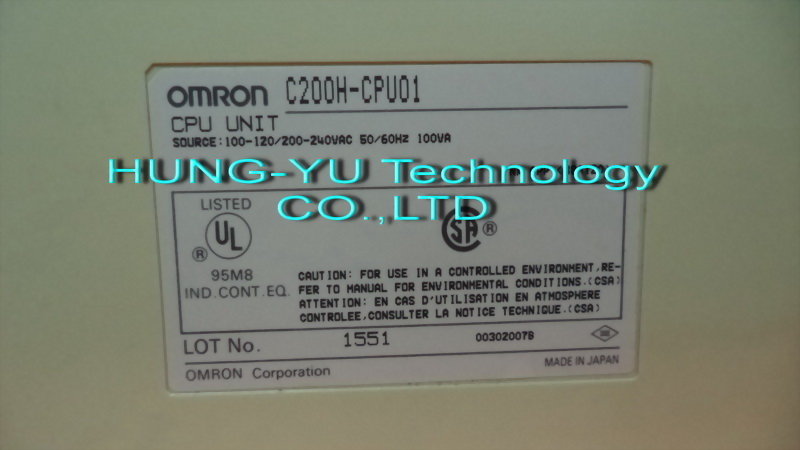 OMRON C200H-CPU01
CPU UNIT
SOURCE:100-120/200-240VAC 50/60HZ 100VA
HUNG-YU Technology
CO.,LTD
LISTED
UL ®
SA ®
95M8
IND.CONT.EQ.
CAUTION: FOR USE IN A CONTROLLED ENVIRONMENT.RE-
FER TO MANUAL FOR ENVIRONMENTAL CONDITIONS.(CSA)
ATTENTION: EN CAS D'UTILISATION EN ATMOSPHERE
CONTROLEE,CONSULTER LA NOTICE TECHNIQUE.(CSA)
LOT No. 1551 00302007B
OMRON Corporation MADE IN JAPAN